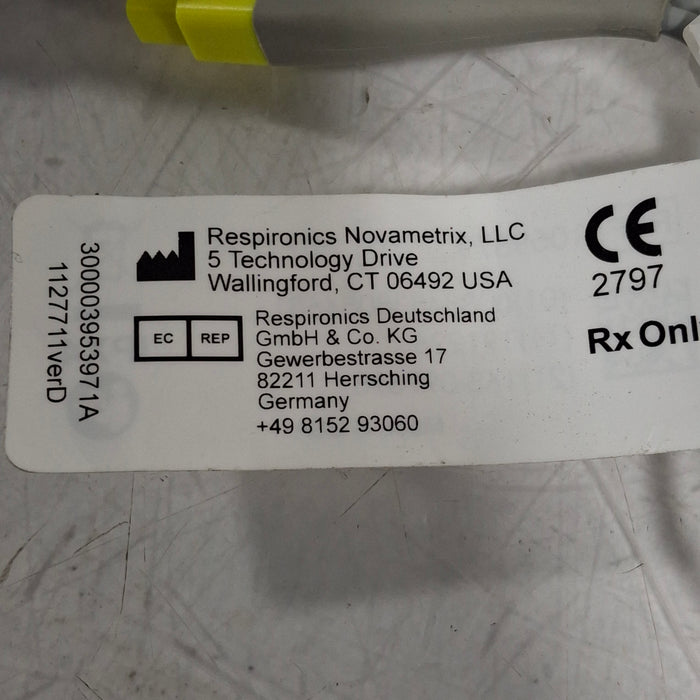 300003953971A
1127711verD
Respironics Novametrix, LLC
5 Technology Drive
Wallingford, CT 06492 USA
EC REP
Respironics Deutschland
GmbH & Co. KG
Gewerbestrasse 17
82211 Herrsching
Germany
+49 8152 93060
CE
2797
Rx Onl